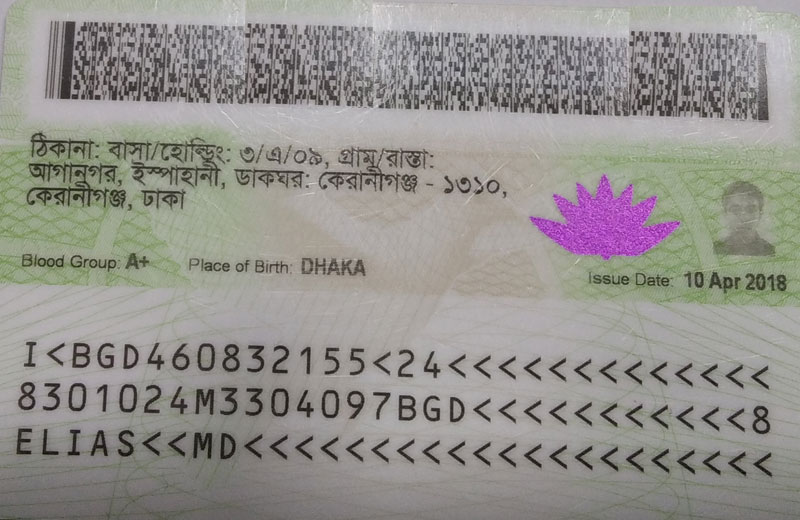 ঠিকানা: বাসা/হোল্ডিং: ৩/এ/০৯, গ্রাম/রাস্তা:
আগানগর, ইস্পাহানী, ডাকঘর: কেরানীগঞ্জ - ১৩১০,
কেরানীগঞ্জ, ঢাকা
Blood Group: A+ Place of Birth: DHAKA Issue Date: 10 Apr 2018
I<BGD460832155<24<<<<<<<<<<<<<
8301024M3304097BGD<<<<<<<<<<<8
ELIAS<<MD<<<<<<<<<<<<<<<<<<<<<